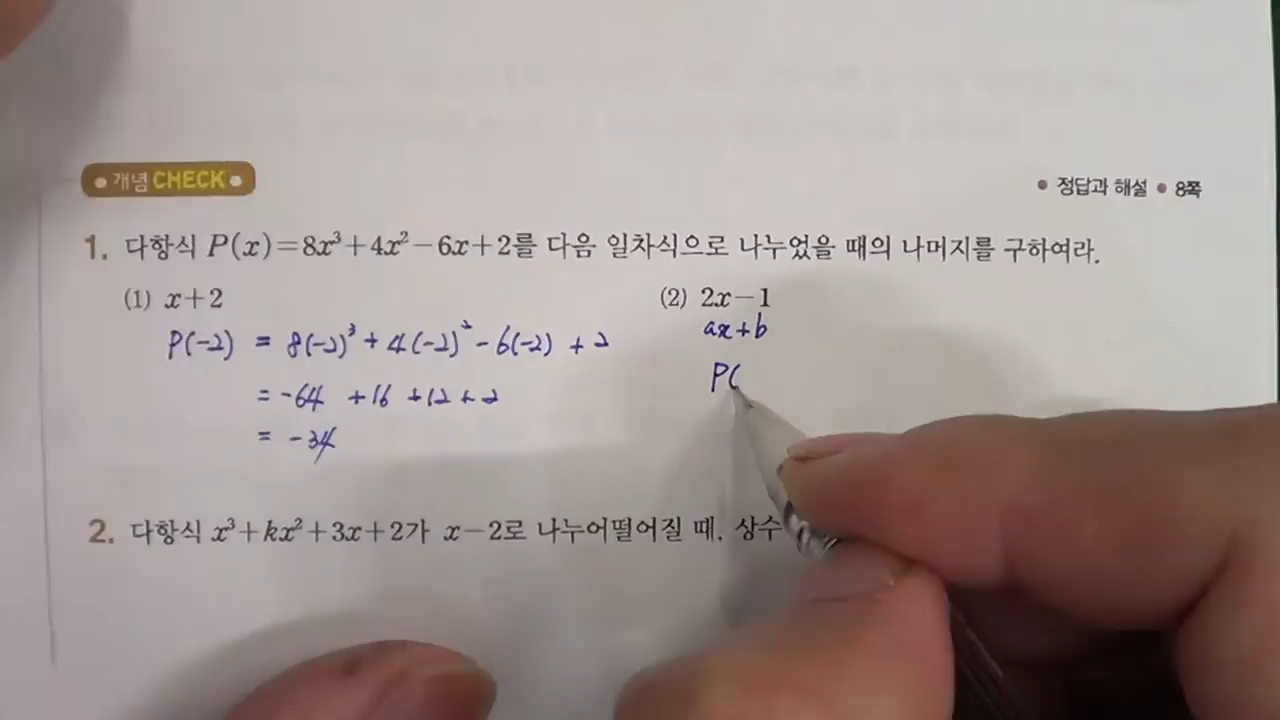 개념 CHECK
정답과 해설 • 8쪽
1. 다항식 P(x)=8x³+4x²-6x+2를 다음 일차식으로 나누었을 때의 나머지를 구하여라.
(1) x+2
P(-2) = 8(-2)³ + 4(-2)² - 6(-2) + 2
= -64 + 16 + 12 + 2
= -34
(2) 2x-1
ax+b
P(
2. 다항식 x³+kx²+3x+2가 x-2로 나누어떨어질 때, 상수